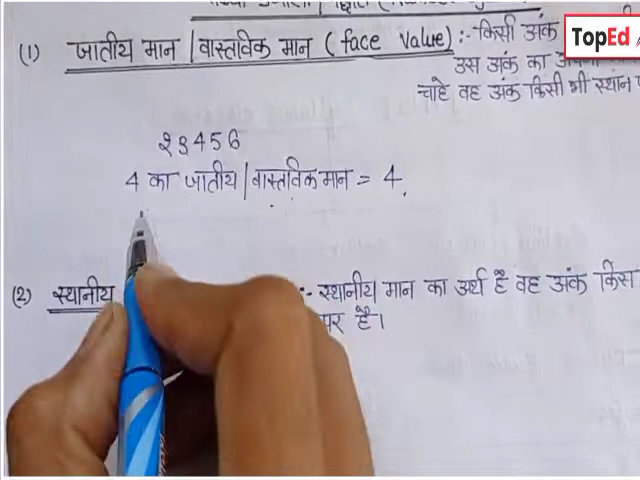 (1) जातीय मान / वास्तविक मान ( face Value ) :- किसी अंक
उस अंक का
चाहे वह अंक किसी भी स्थान
TopEd
23456
4 का जातीय / वास्तविक मान = 4.
(2) स्थानीय :- स्थानीय मान का अर्थ है वह अंक किस
पर है।